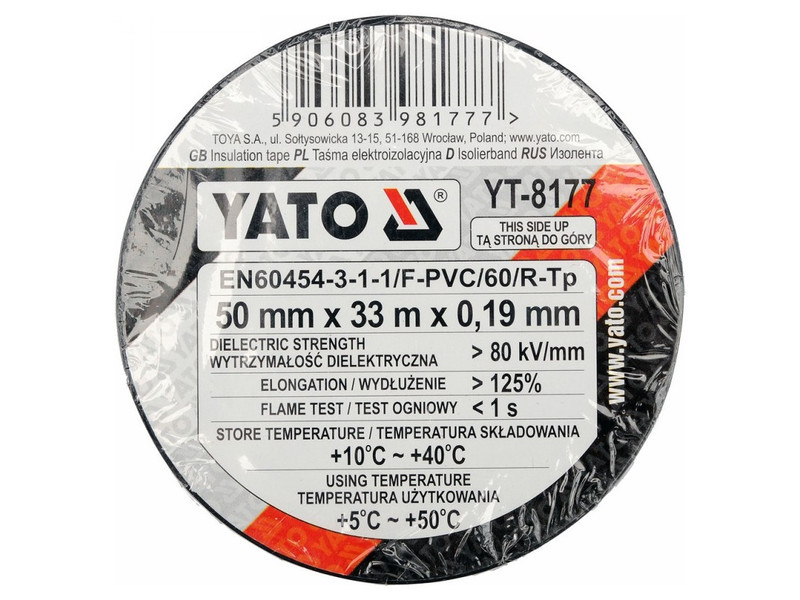 5906083981777>
TOYA S.A., ul. Sołtysowicka 13-15, 51-168 Wrocław, Poland; www.yato.com
GB Insulation tape PL Taśma elektroizolacyjna D Isolierband RUS Изолента
YATO®
YT-8177
THIS SIDE UP
TĄ STRONĄ DO GÓRY
EN60454-3-1-1/F-PVC/60/R-Tp
50 mm x 33 m x 0,19 mm
DIELECTRIC STRENGTH
WYTRZYMAŁOŚĆ DIELEKTRYCZNA > 80 kV/mm
ELONGATION / WYDŁUŻENIE > 125%
FLAME TEST / TEST OGNIOWY < 1 s
STORE TEMPERATURE / TEMPERATURA SKŁADOWANIA
+10°C ~ +40°C
USING TEMPERATURE
TEMPERATURA UŻYTKOWANIA
+5°C ~ +50°C
www.yato.com